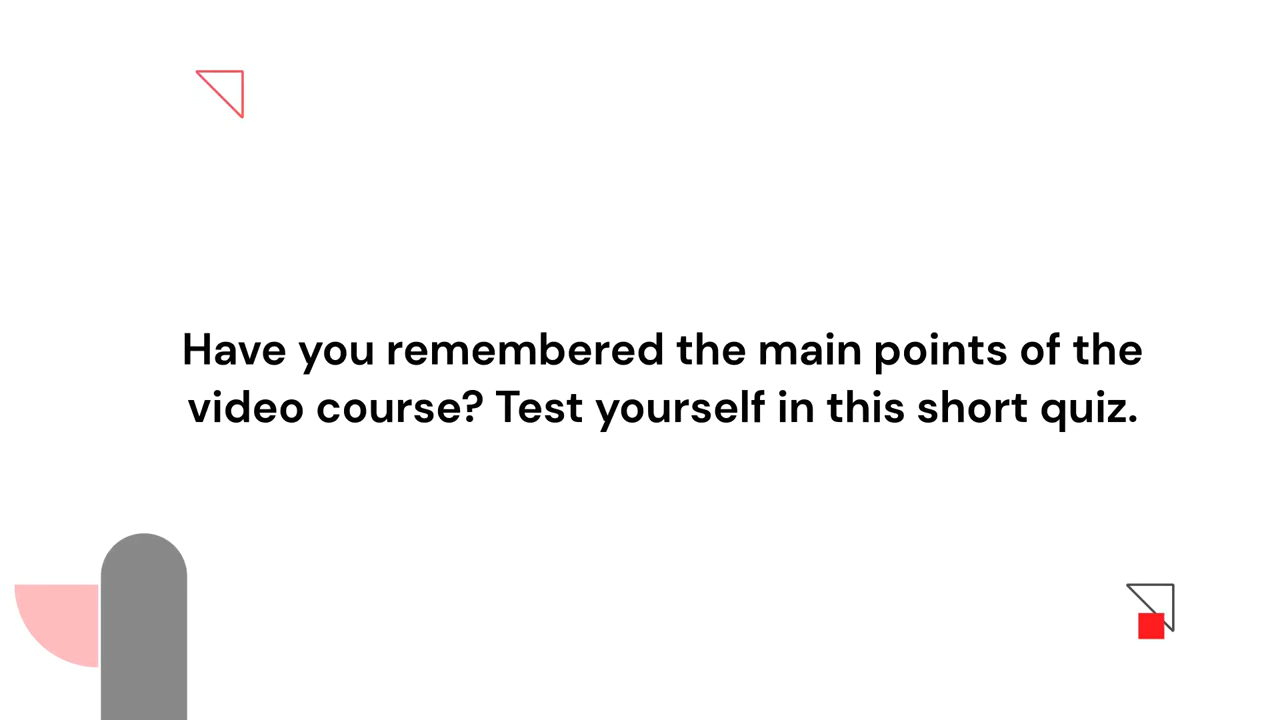 Have you remembered the main points of the
video course? Test yourself in this short quiz.